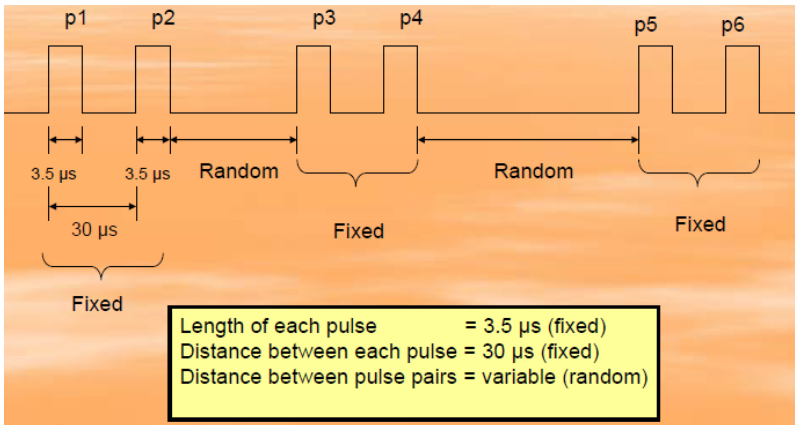 p1 p2 p3 p4 p5 p6
3.5 µs 3.5 µs Random Random
30 µs Fixed Fixed
Fixed
Length of each pulse = 3.5 µs (fixed)
Distance between each pulse = 30 µs (fixed)
Distance between pulse pairs = variable (random)